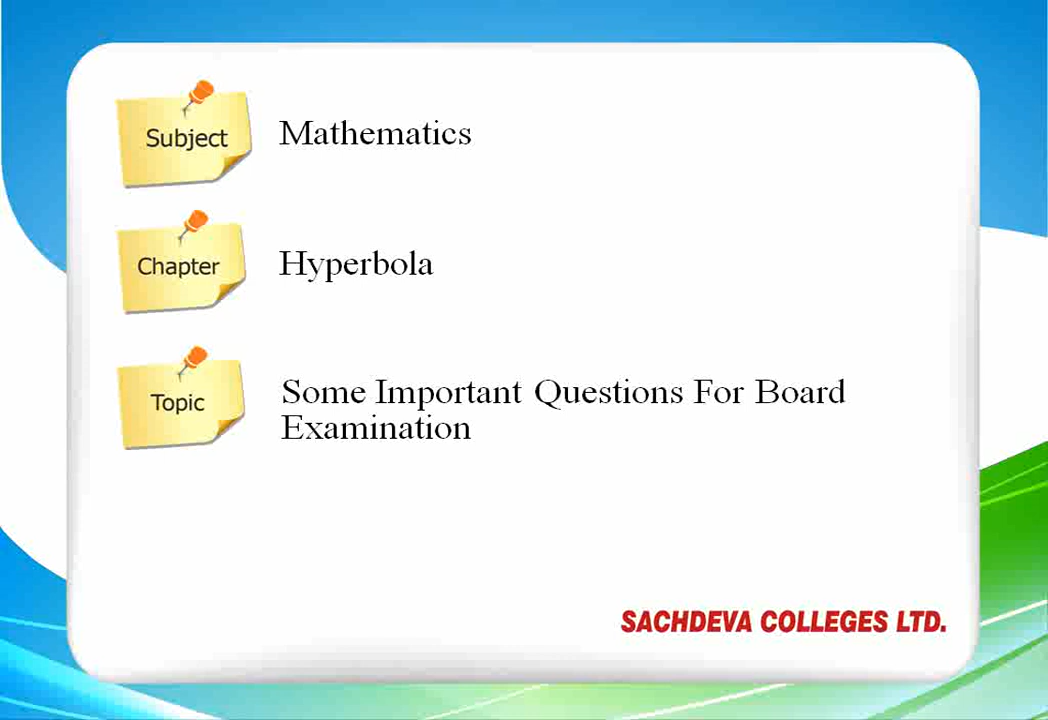 Subject
Mathematics
Chapter
Hyperbola
Topic
Some Important Questions For Board
Examination
SACHDEVA COLLEGES LTD.